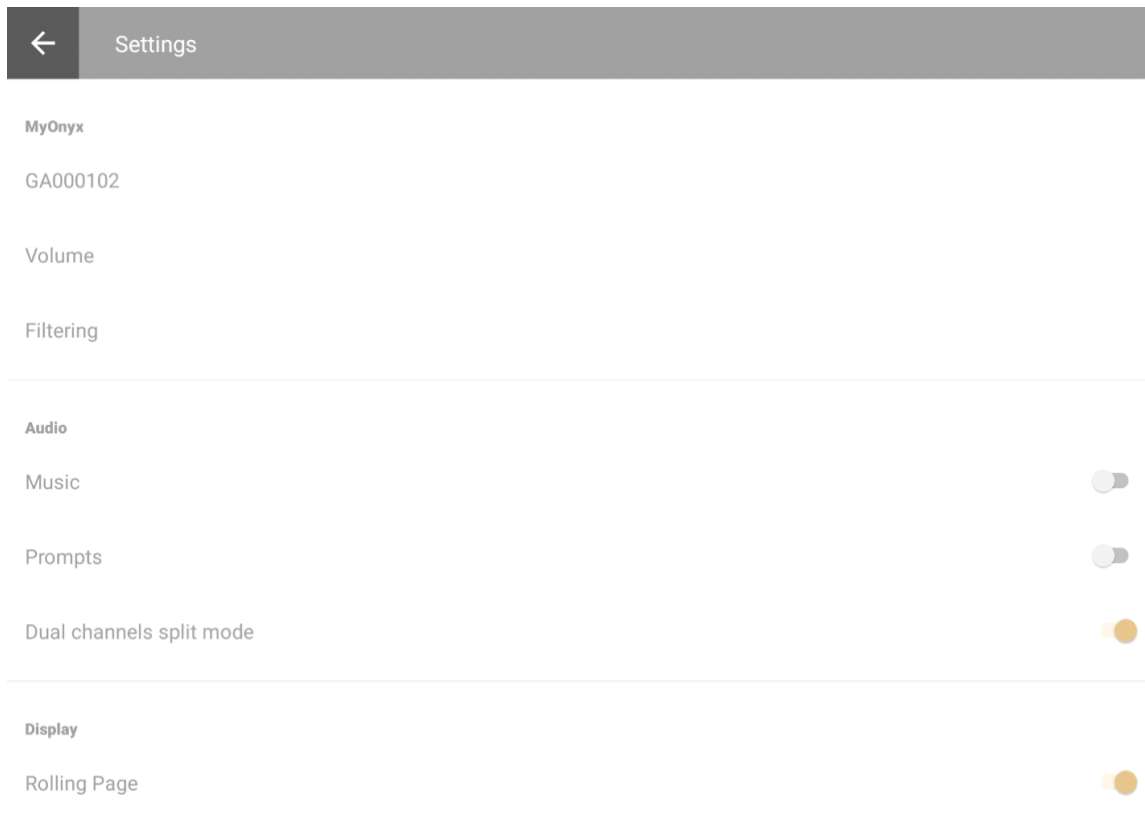 Settings
MyOnyx
GA000102
Volume
Filtering
Audio
Music
Prompts
Dual channels split mode
Display
Rolling Page